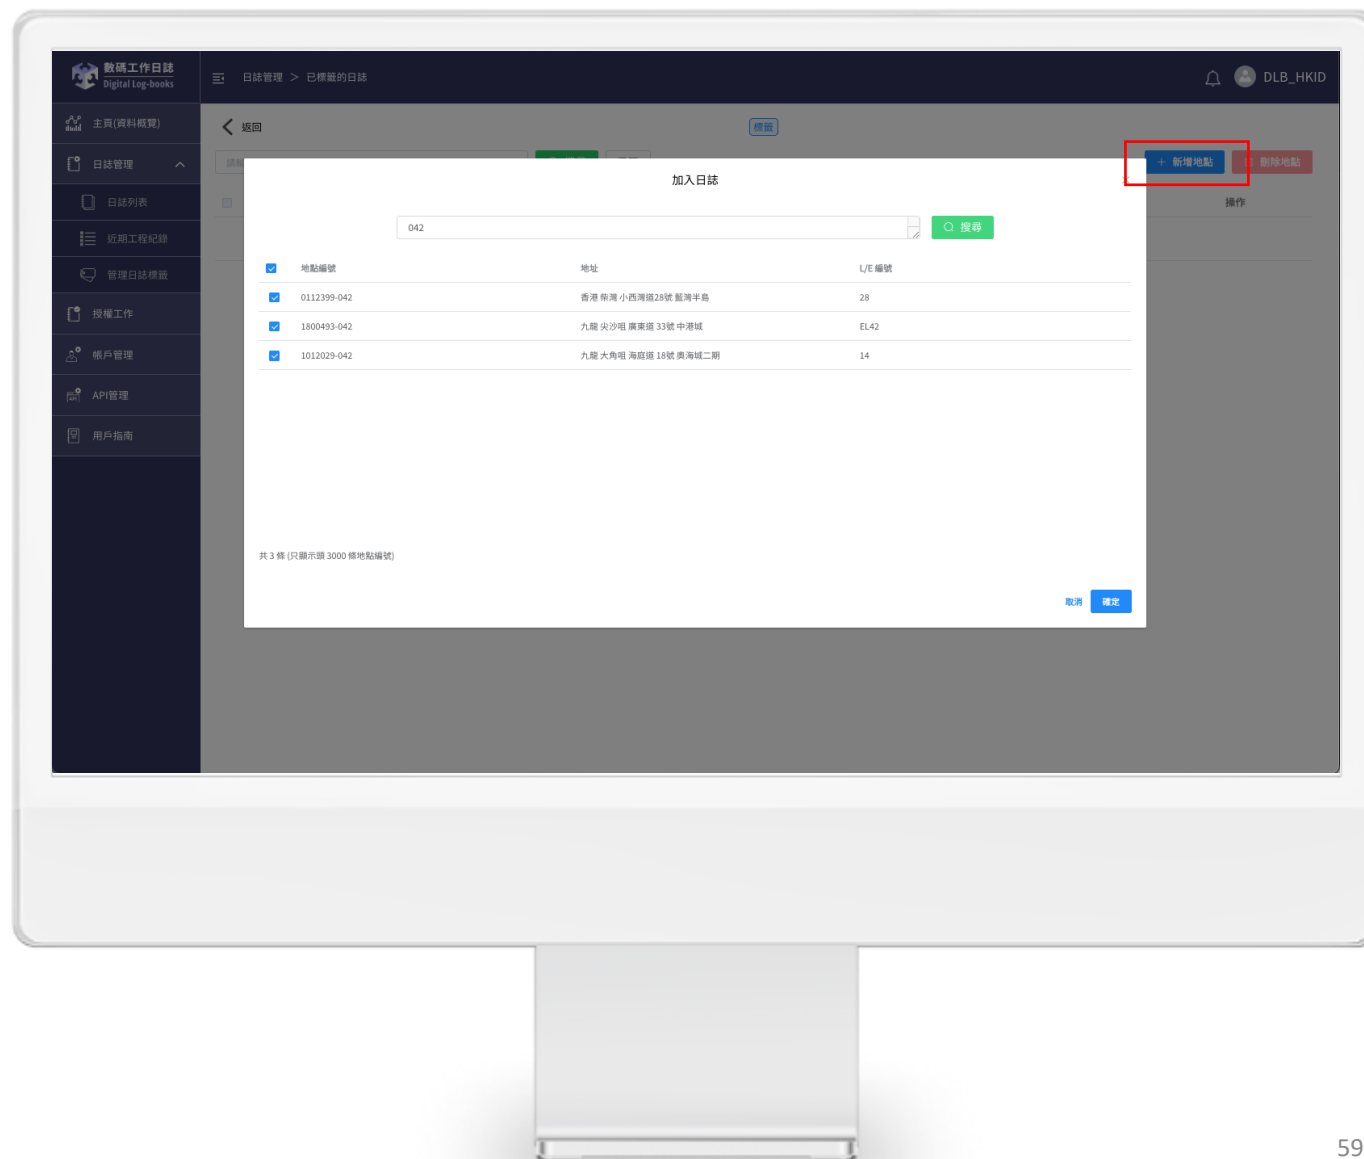 數碼工作日誌
Digital Log-books
日誌管理 > 已標籤的日誌
DLB_HKID
主頁(資料概覽)
日誌管理
日誌列表
近期工程紀錄
管理日誌標籤
授權工作
帳戶管理
API管理
用戶指南
返回
標籤
+ 新增地點
刪除地點
操作
加入日誌
042
搜尋
地點編號 地址 L/E 編號
0112399-042 香港 柴灣 小西灣道28號 藍灣半島 28
1800493-042 九龍 尖沙咀 廣東道 33號 中港城 EL42
1012029-042 九龍 大角咀 海庭道 18號 奧海城二期 14
共 3 條 (只顯示頭 3000 條地點編號)
取消 確定
59